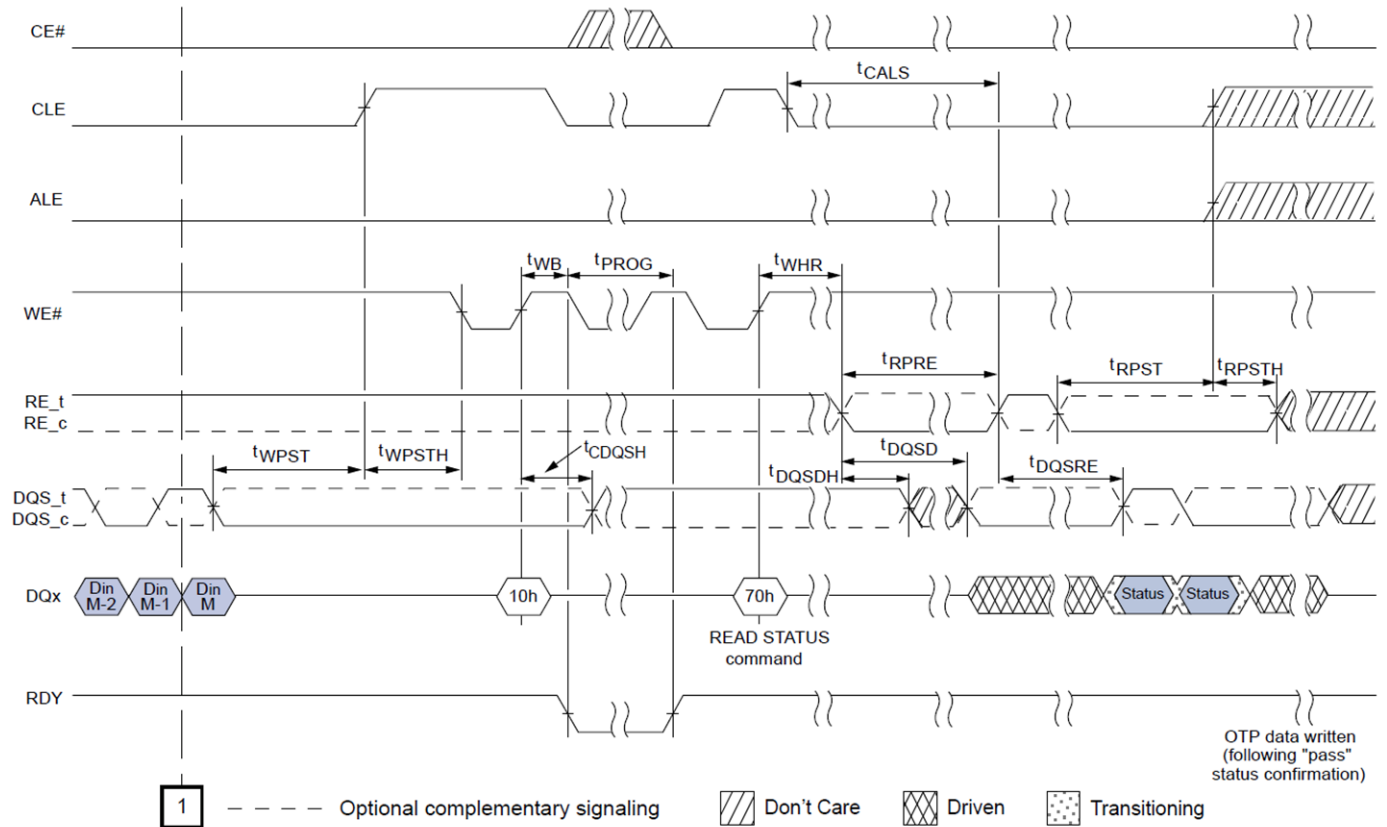 CE#
tCALS
CLE
ALE
tWB tPROG tWHR
WE#
tRPRE tRPST tRPSTH
RE_t
RE_c
tWPST tWPSTH tCDQSH tDQSD
tDQSDH tDQSRE
DQS_t
DQS_c
DQx Din M-2 Din M-1 Din M 10h 70h Status Status
READ STATUS
command
RDY
OTP data written
(following "pass"
status confirmation)
1 Optional complementary signaling Don't Care Driven Transitioning